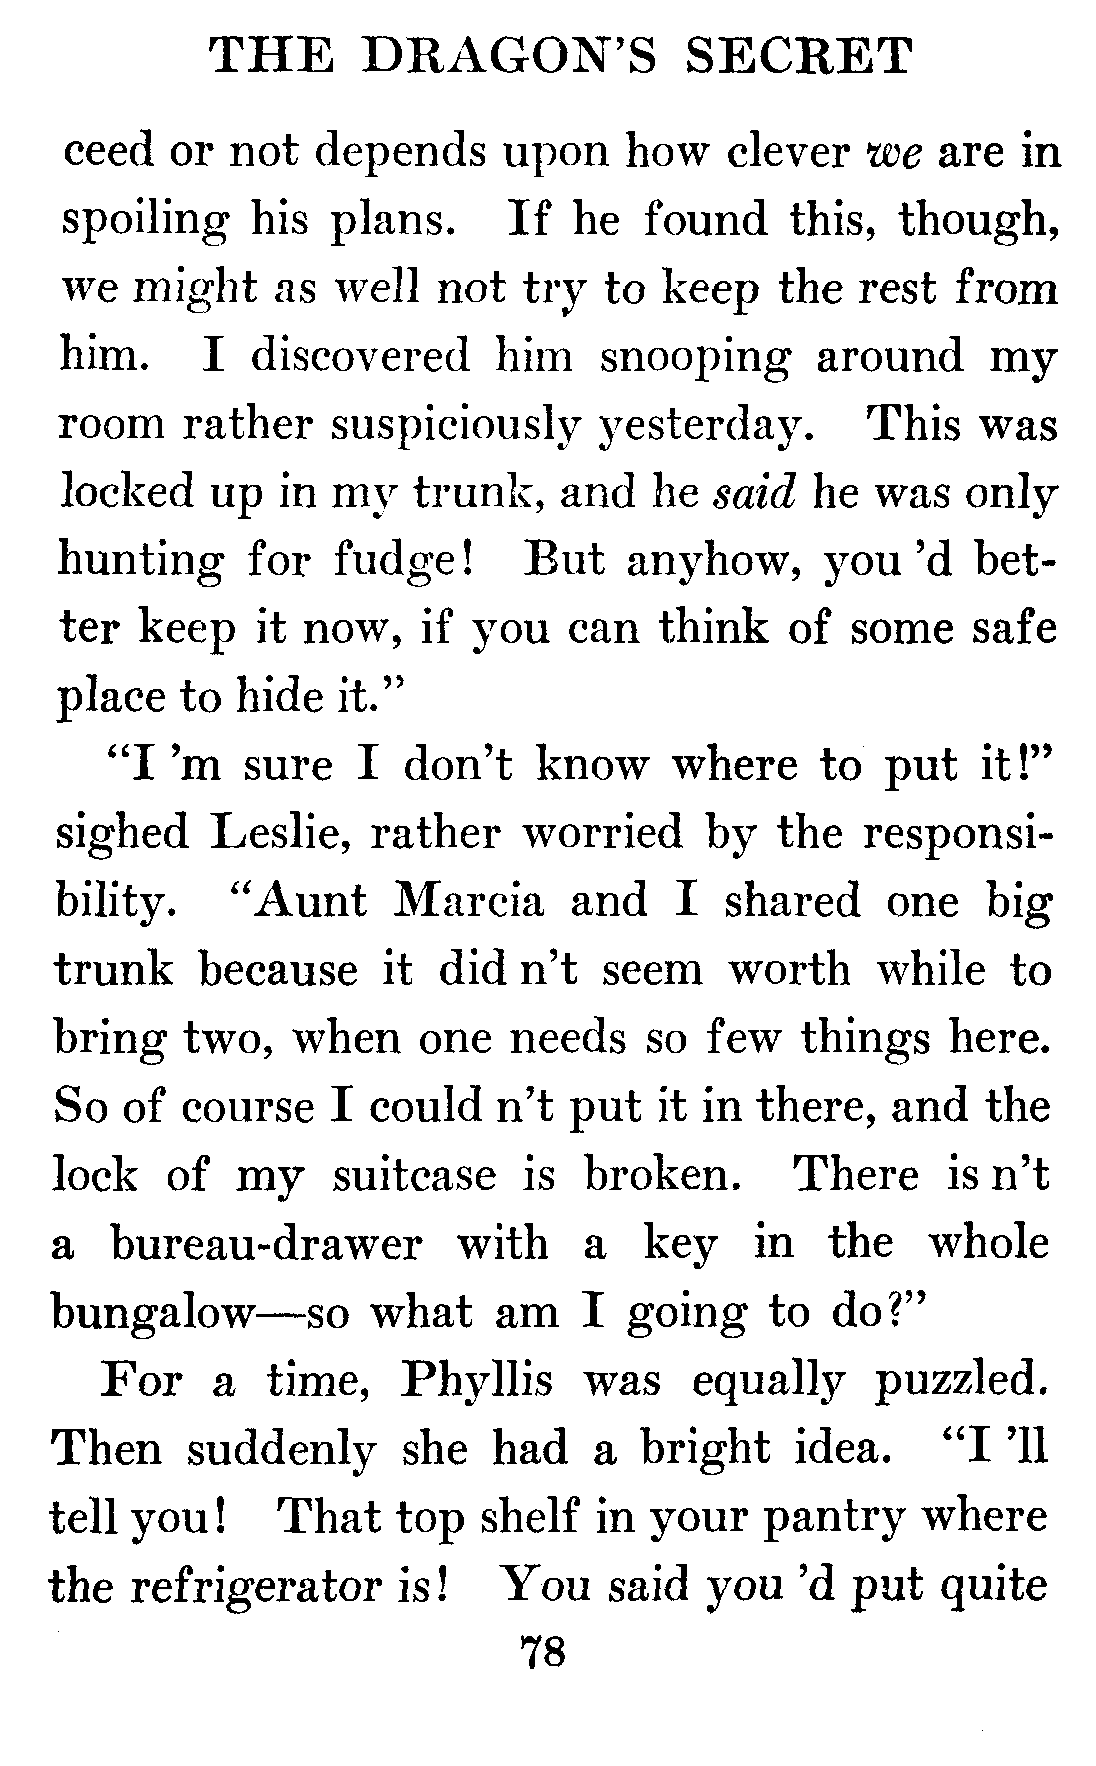 THE DRAGON'S SECRET
ceed or not depends upon how clever we are in
spoiling his plans. If he found this, though,
we might as well not try to keep the rest from
him. I discovered him snooping around my
room rather suspiciously yesterday. This was
locked up in my trunk, and he said he was only
hunting for fudge! But anyhow, you 'd bet-
ter keep it now, if you can think of some safe
place to hide it."
"I 'm sure I don't know where to put it!"
sighed Leslie, rather worried by the responsi-
bility. "Aunt Marcia and I shared one big
trunk because it did n't seem worth while to
bring two, when one needs so few things here.
So of course I could n't put it in there, and the
lock of my suitcase is broken. There is n't
a bureau-drawer with a key in the whole
bungalow—so what am I going to do?"
For a time, Phyllis was equally puzzled.
Then suddenly she had a bright idea. "I 'll
tell you! That top shelf in your pantry where
the refrigerator is! You said you 'd put quite
78